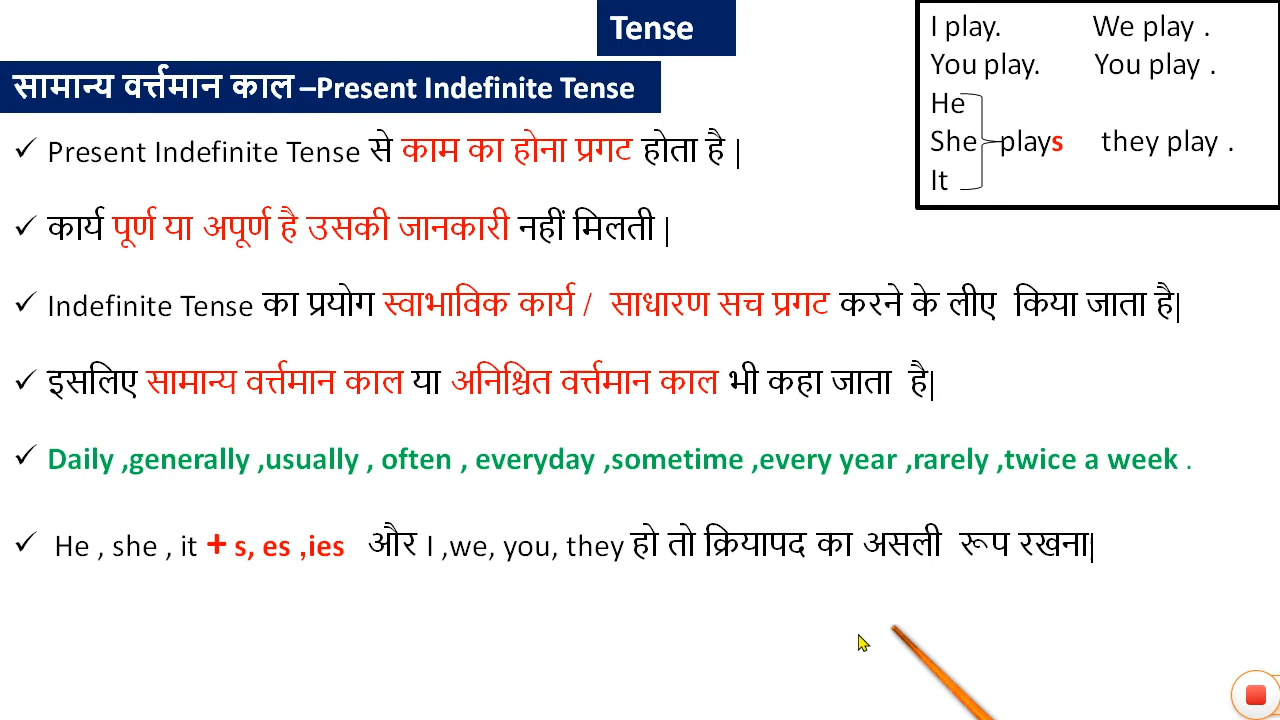 Tense
I play. We play .
You play. You play .
He
She plays they play .
It
सामान्य वर्त्तमान काल –Present Indefinite Tense
✓ Present Indefinite Tense से काम का होना प्रगट होता है |
✓ कार्य पूर्ण या अपूर्ण है उसकी जानकारी नहीं मिलती |
✓ Indefinite Tense का प्रयोग स्वाभाविक कार्य / साधारण सच प्रगट करने के लीए किया जाता है|
✓ इसलिए सामान्य वर्त्तमान काल या अनिश्चित वर्त्तमान काल भी कहा जाता है|
✓ Daily ,generally ,usually , often , everyday ,sometime ,every year ,rarely ,twice a week .
✓ He , she , it + s, es ,ies और I ,we, you, they हो तो क्रियापद का असली रूप रखना|